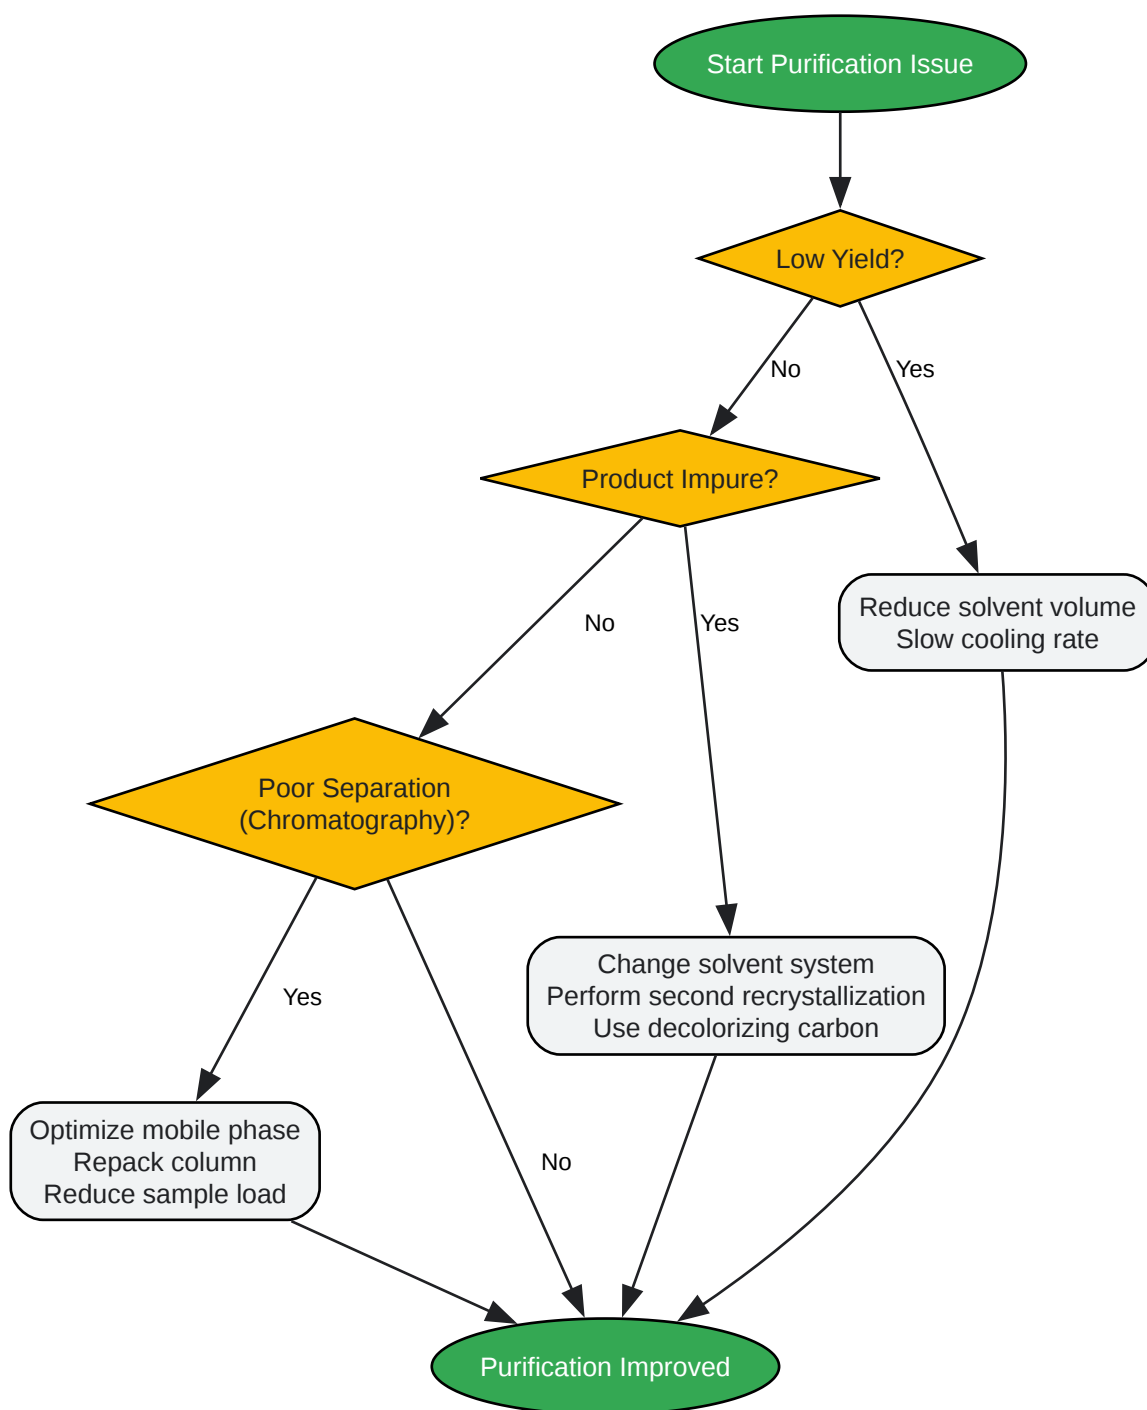 Start Purification Issue
Low Yield?
No
Yes
Product Impure?
Reduce solvent volume
Slow cooling rate
No
Yes
Poor Separation
(Chromatography)?
Change solvent system
Perform second recrystallization
Use decolorizing carbon
Yes
Optimize mobile phase
Repack column
Reduce sample load
No
Purification Improved